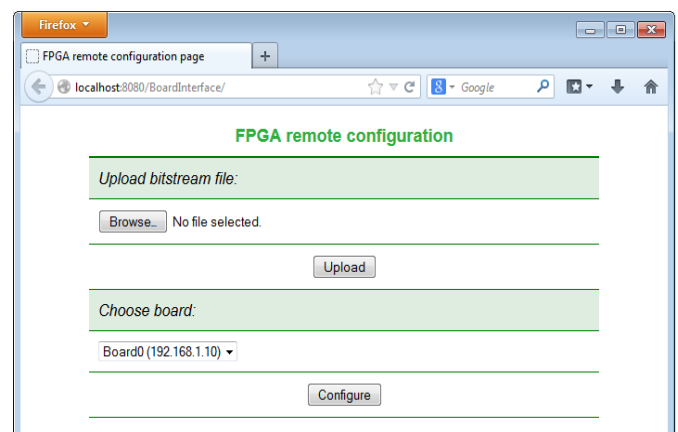 Firefox
FPGA remote configuration page
localhost:8080/BoardInterface/
8 Google
FPGA remote configuration
Upload bitstream file:
Browse... No file selected.
Upload
Choose board:
Board0 (192.168.1.10)
Configure